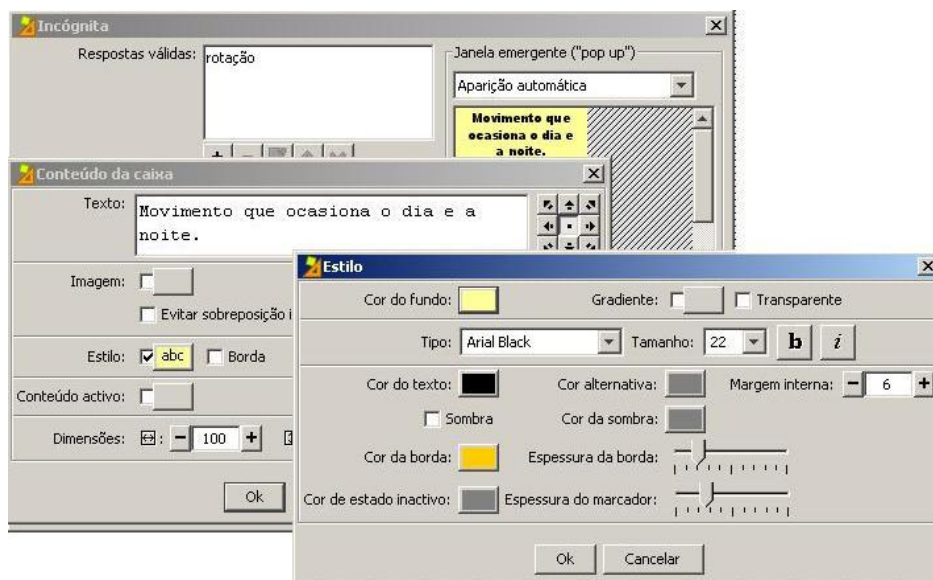 Incógnita
Respostas válidas: rotação
Janela emergente ("pop up")
Aparição automática
Movimento que
ocasiona o dia e
a noite.
Conteúdo da caixa
Texto: Movimento que ocasiona o dia e a
noite.
Imagem:
Evitar sobreposição i
Estilo: abc Borda
Conteúdo activo:
Dimensões: : - 100 +
Ok
Estilo
Cor do fundo: Gradiente: Transparente
Tipo: Arial Black Tamanho: 22 b i
Cor do texto: Cor alternativa: Margem interna: - 6 +
Sombra Cor da sombra:
Cor da borda: Espessura da borda:
Cor de estado inactivo: Espessura do marcador:
Ok Cancelar